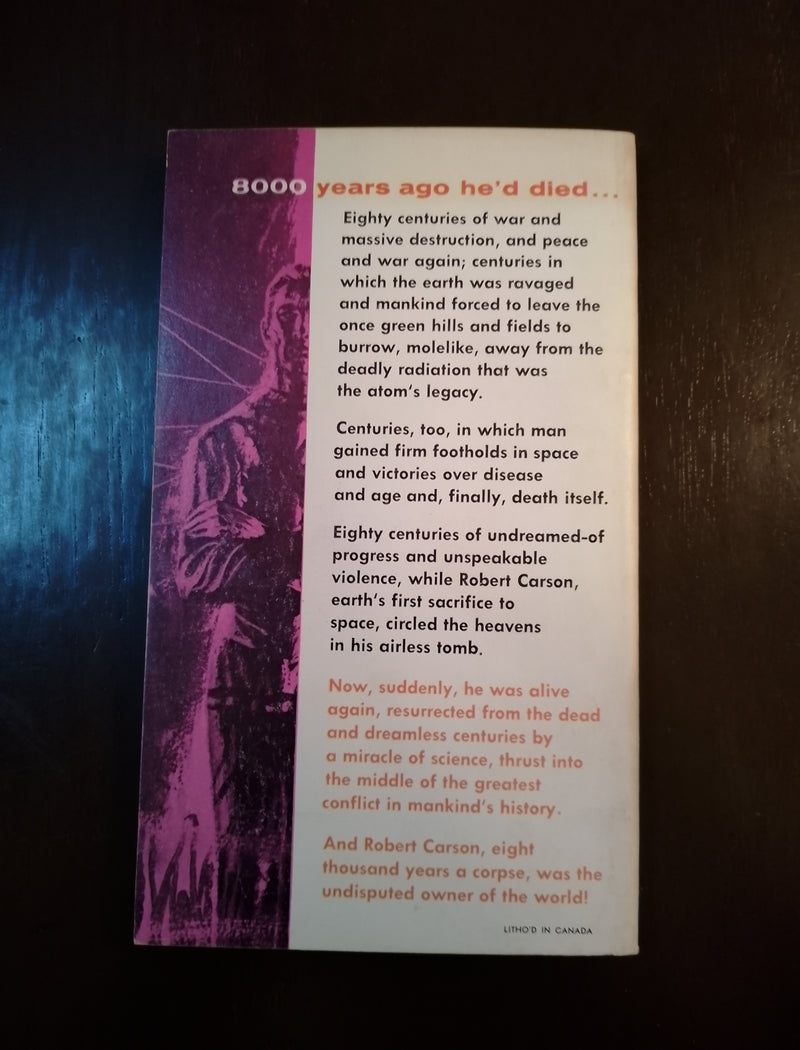 8000 years ago he'd died...
Eighty centuries of war and
massive destruction, and peace
and war again; centuries in
which the earth was ravaged
and mankind forced to leave the
once green hills and fields to
burrow, molelike, away from the
deadly radiation that was
the atom's legacy.
Centuries, too, in which man
gained firm footholds in space
and victories over disease
and age and, finally, death itself.
Eighty centuries of undreamed-of
progress and unspeakable
violence, while Robert Carson,
earth's first sacrifice to
space, circled the heavens
in his airless tomb.
Now, suddenly, he was alive
again, resurrected from the dead
and dreamless centuries by
a miracle of science, thrust into
the middle of the greatest
conflict in mankind's history.
And Robert Carson, eight
thousand years a corpse, was the
undisputed owner of the world!
LITHO'D IN CANADA